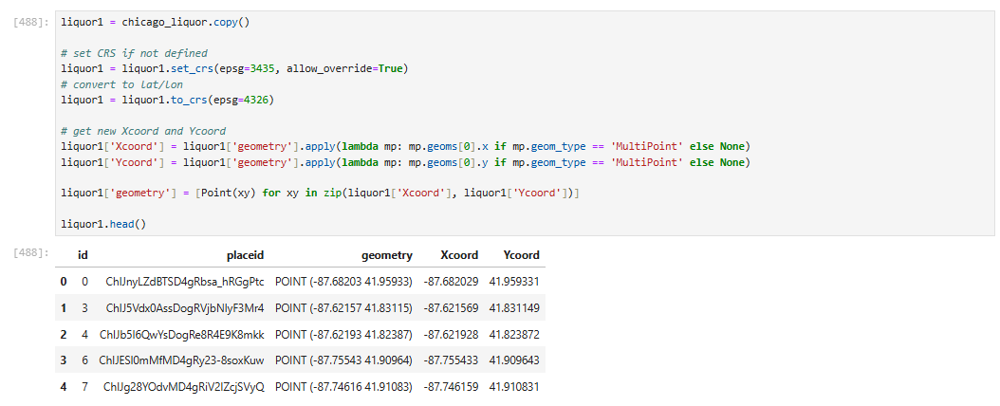 [488]: liquor1 = chicago_liquor.copy()
# set CRS if not defined
liquor1 = liquor1.set_crs(epsg=3435, allow_override=True)
# convert to lat/lon
liquor1 = liquor1.to_crs(epsg=4326)
# get new Xcoord and Ycoord
liquor1['Xcoord'] = liquor1['geometry'].apply(lambda mp: mp.geoms[0].x if mp.geom_type == 'MultiPoint' else None)
liquor1['Ycoord'] = liquor1['geometry'].apply(lambda mp: mp.geoms[0].y if mp.geom_type == 'MultiPoint' else None)
liquor1['geometry'] = [Point(xy) for xy in zip(liquor1['Xcoord'], liquor1['Ycoord'])]
liquor1.head()
[488]: id placeid geometry Xcoord Ycoord
0 0 ChIJnyLZdBTSD4gRbsa_hRGgPtc POINT (-87.68203 41.95933) -87.682029 41.959331
1 3 ChIJ5Vdx0AssDogRVjbNlyF3Mr4 POINT (-87.62157 41.83115) -87.621569 41.831149
2 4 ChIJb5I6QwYsDogRe8R4E9K8mkk POINT (-87.62193 41.82387) -87.621928 41.823872
3 6 ChIJESI0mMfMD4gRy23-8soxKuw POINT (-87.75543 41.90964) -87.755433 41.909643
4 7 ChIJg28YOdvMD4gRiV2IZcjSVyQ POINT (-87.74616 41.91083) -87.746159 41.910831